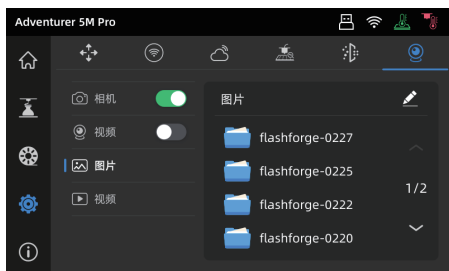 Adventurer 5M Pro
相机
视频
图片
视频
图片
flashforge-0227
flashforge-0225
flashforge-0222
flashforge-0220
1/2